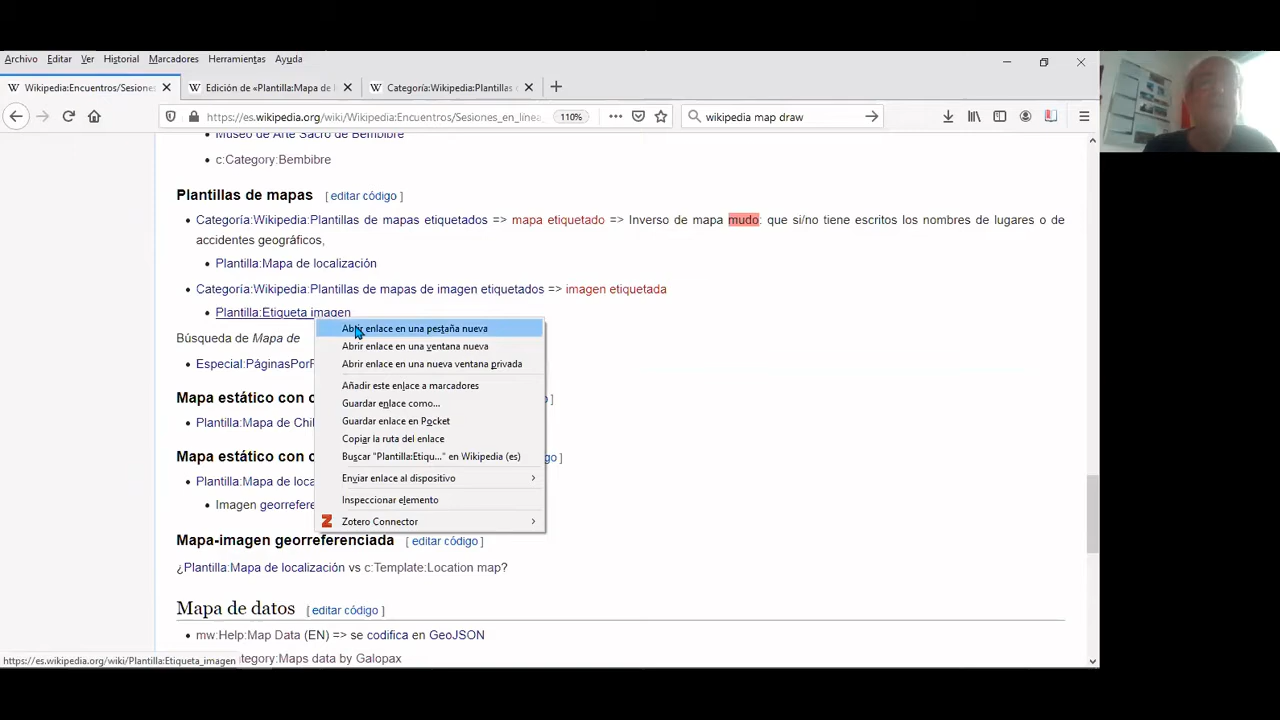 Archivo Editar Ver Historial Marcadores Herramientas Ayuda
Wikipedia:Encuentros/Sesiones Edición de «Plantilla:Mapa de Categoría:Wikipedia:Plantillas
https://es.wikipedia.org/wiki/Wikipedia:Encuentros/Sesiones_en_línea 110% wikipedia map draw
Museo de Arte Sacro de Bembibre
c:Category:Bembibre
Plantillas de mapas [ editar código ]
Categoría:Wikipedia:Plantillas de mapas etiquetados => mapa etiquetado => Inverso de mapa mudo: que si/no tiene escritos los nombres de lugares o de
accidentes geográficos,
Plantilla:Mapa de localización
Categoría:Wikipedia:Plantillas de mapas de imagen etiquetados => imagen etiquetada
Plantilla:Etiqueta imagen
Abrir enlace en una pestaña nueva
Búsqueda de Mapa de
Abrir enlace en una ventana nueva
Especial:PáginasPorP
Abrir enlace en una nueva ventana privada
Añadir este enlace a marcadores
Mapa estático con c ]
Guardar enlace como...
Plantilla:Mapa de Chil
Guardar enlace en Pocket
Copiar la ruta del enlace
Mapa estático con c go ]
Buscar "Plantilla:Etiqu..." en Wikipedia (es)
Plantilla:Mapa de loca
Enviar enlace al dispositivo
Imagen georrefere
Inspeccionar elemento
Zotero Connector
Mapa-imagen georreferenciada [ editar código ]
¿Plantilla:Mapa de localización vs c:Template:Location map?
Mapa de datos [ editar código ]
mw:Help:Map Data (EN) => se codifica en GeoJSON
https://es.wikipedia.org/wiki/Plantilla:Etiqueta_imagen
ategory:Maps data by Galopax